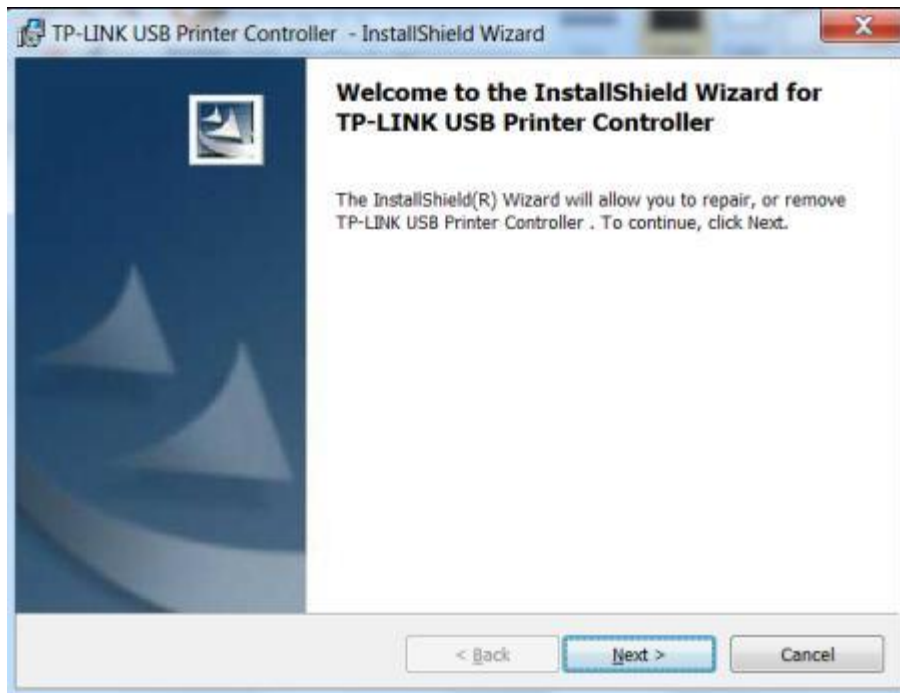 TP-LINK USB Printer Controller  - InstallShield Wizard
Welcome to the InstallShield Wizard for
TP-LINK USB Printer Controller
The InstallShield(R) Wizard will allow you to repair, or remove
TP-LINK USB Printer Controller . To continue, click Next.
< Back
Next >
Cancel